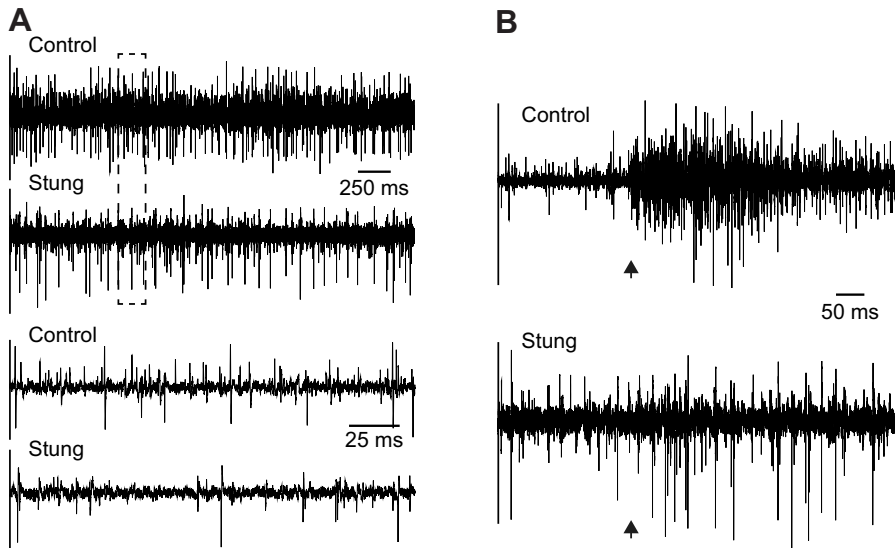 A
Control
250 ms
Stung
Control
25 ms
Stung
B
Control
50 ms
Stung